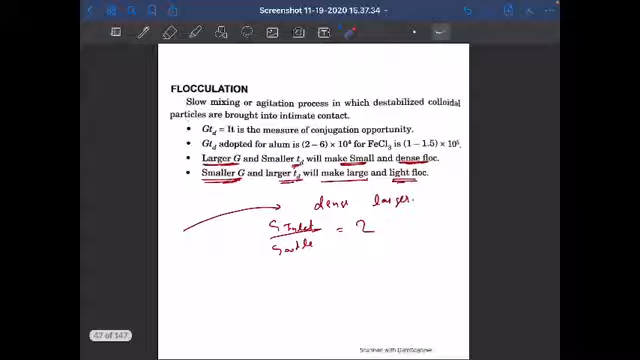 Screenshot 11-19-2020 15.37.34
FLOCCULATION
Slow mixing or agitation process in which destabilized colloidal
particles are brought into intimate contact.
• Gt_d = It is the measure of conjugation opportunity.
• Gt_d adopted for alum is (2 – 6) × 10⁴ for FeCl₃ is (1 – 1.5) × 10⁵.
• Larger G and Smaller t_d will make Small and dense floc.
• Smaller G and larger t_d will make large and light floc.
dense larger.
G Inlet
= 2
47 of 147
Scanned with CamScanner